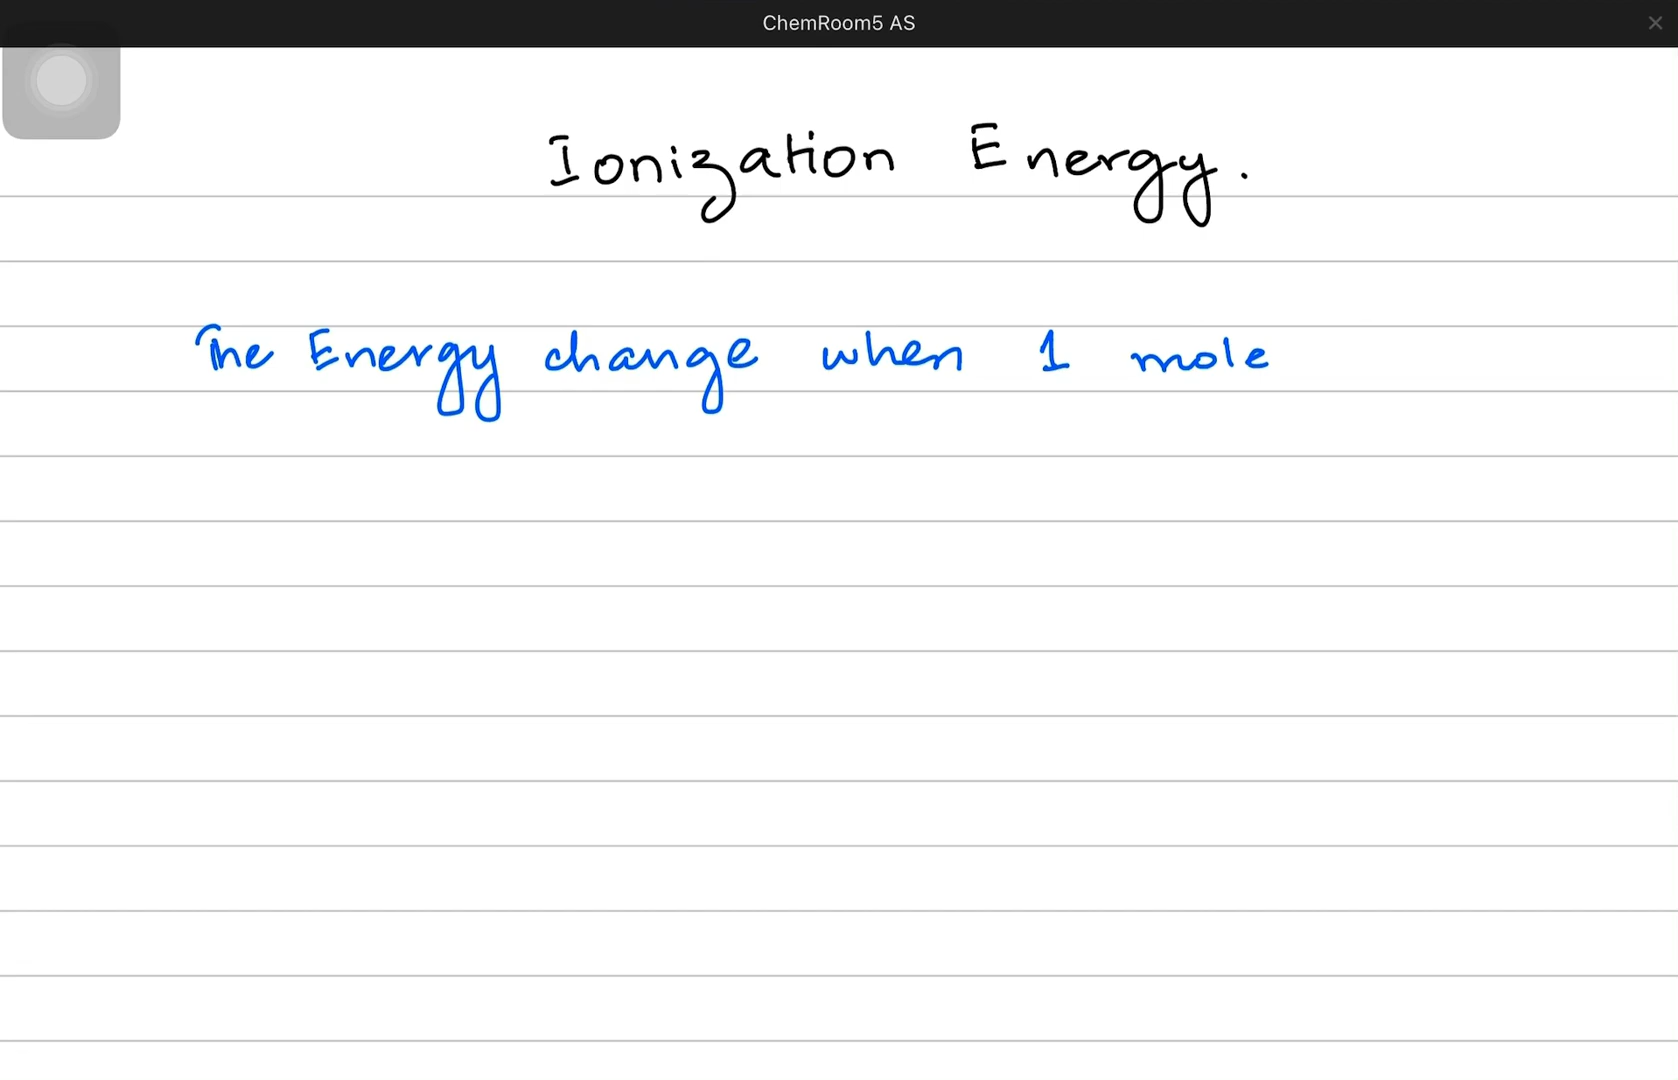 ChemRoom5 AS
Ionization Energy.
The Energy change when 1 mole